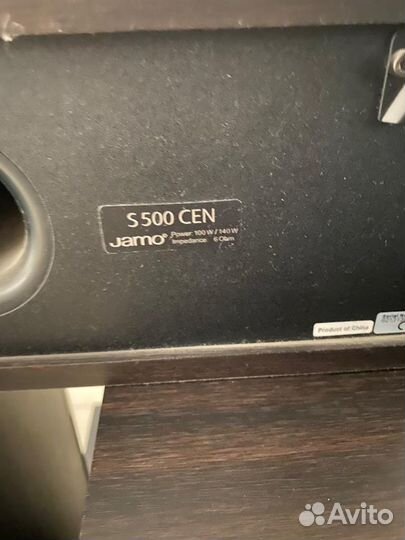 S 500 CEN
Jamo® Power: 100 W / 140 W
Impedance: 6 Ohm
Product of China
Avito